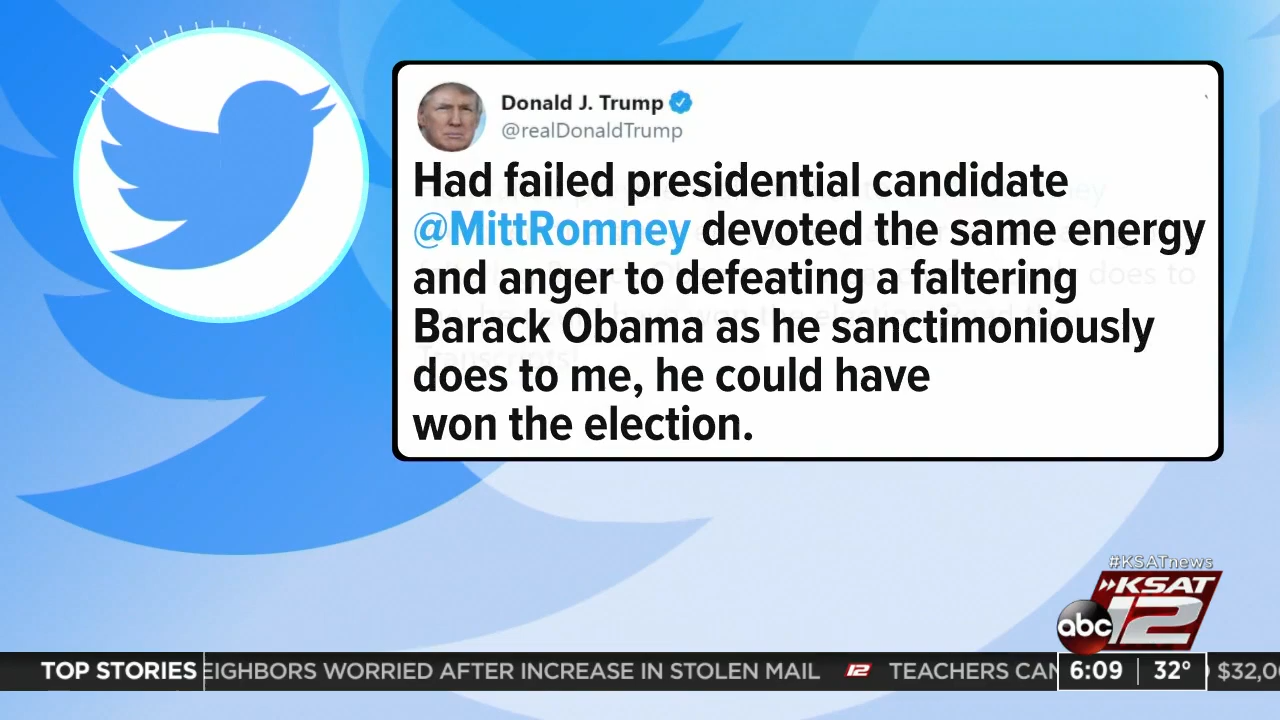 Donald J. Trump
@realDonaldTrump
Had failed presidential candidate
@MittRomney devoted the same energy
and anger to defeating a faltering
Barack Obama as he sanctimoniously
does to me, he could have
won the election.
#KSATnews
KSAT
abc 12
TOP STORIES EIGHBORS WORRIED AFTER INCREASE IN STOLEN MAIL 12 TEACHERS CAN 6:09 32° $32,00